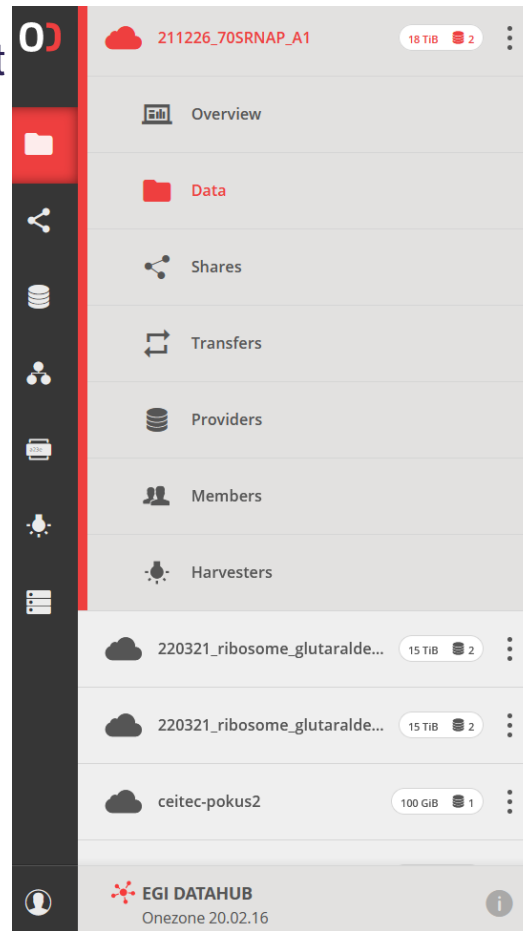 t
211226_70SRNAP_A1 18 TiB 2
Overview
Data
Shares
Transfers
Providers
Members
Harvesters
220321_ribosome_glutaralde... 15 TiB 2
220321_ribosome_glutaralde... 15 TiB 2
ceitec-pokus2 100 GiB 1
EGI DATAHUB
Onezone 20.02.16